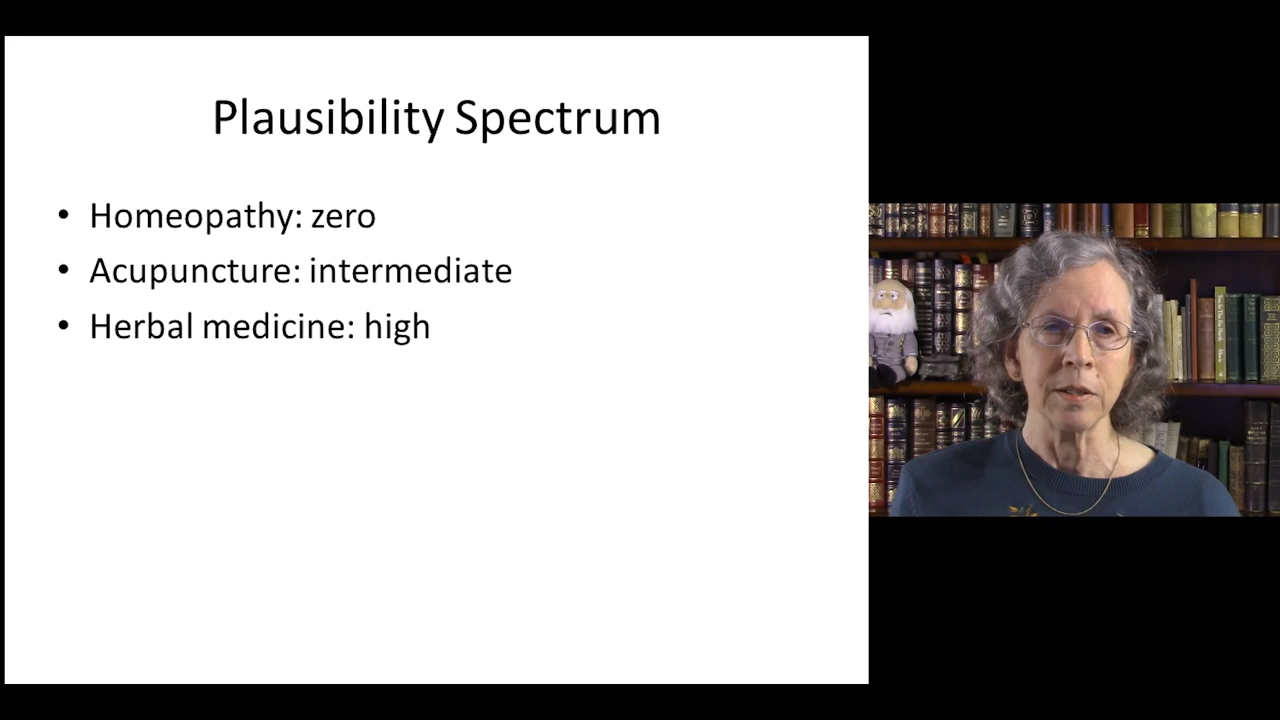 Plausibility Spectrum
• Homeopathy: zero
• Acupuncture: intermediate
• Herbal medicine: high